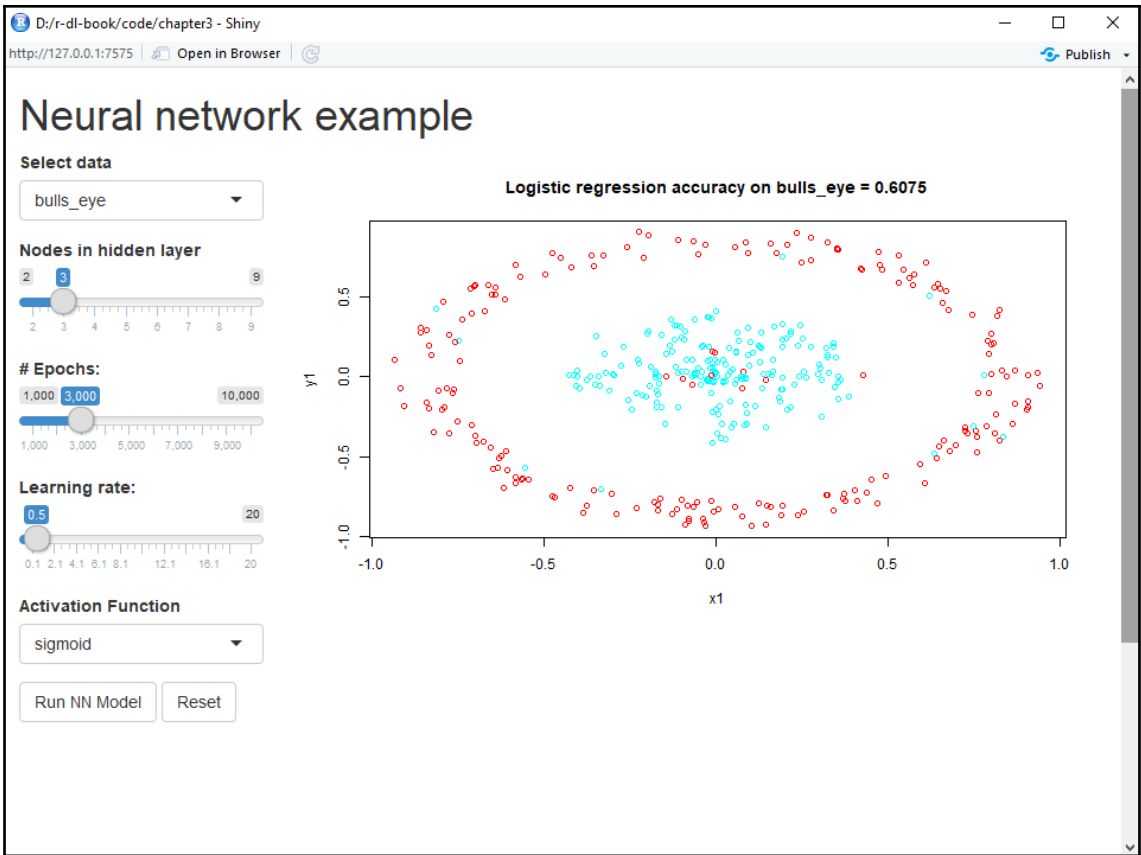 D:/r-dl-book/code/chapter3 - Shiny
http://127.0.0.1:7575 Open in Browser Publish
Neural network example
Select data
bulls_eye
Nodes in hidden layer
2 3 9
2 3 4 5 6 7 8 9
# Epochs:
1,000 3,000 10,000
1,000 3,000 5,000 7,000 9,000
Learning rate:
0.5 20
0.1 2.1 4.1 6.1 8.1 12.1 16.1 20
Activation Function
sigmoid
Run NN Model Reset
Logistic regression accuracy on bulls_eye = 0.6075
y1
0.5
0.0
-0.5
-1.0
-1.0 -0.5 0.0 0.5 1.0
x1